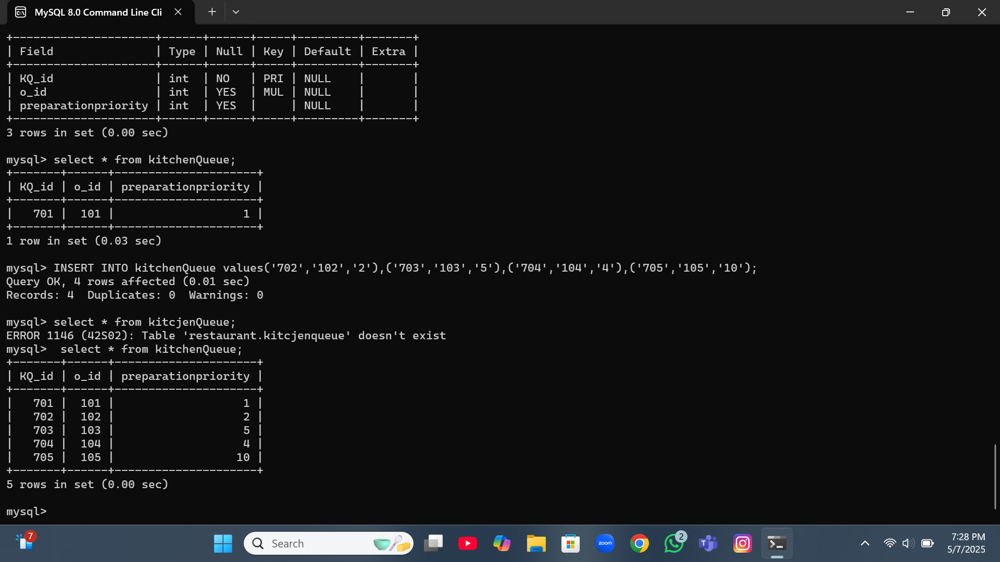 MySQL 8.0 Command Line Cli
+---------------------+------+------+-----+---------+-------+
| Field               | Type | Null | Key | Default | Extra |
+---------------------+------+------+-----+---------+-------+
| KQ_id               | int  | NO   | PRI | NULL    |       |
| o_id                | int  | YES  | MUL | NULL    |       |
| preparationpriority | int  | YES  |     | NULL    |       |
+---------------------+------+------+-----+---------+-------+
3 rows in set (0.00 sec)
mysql> select * from kitchenQueue;
+-------+------+---------------------+
| KQ_id | o_id | preparationpriority |
+-------+------+---------------------+
|   701 |  101 |                   1 |
+-------+------+---------------------+
1 row in set (0.03 sec)
mysql> INSERT INTO kitchenQueue values('702','102','2'),('703','103','5'),('704','104','4'),('705','105','10');
Query OK, 4 rows affected (0.01 sec)
Records: 4  Duplicates: 0  Warnings: 0
mysql> select * from kitcjenQueue;
ERROR 1146 (42S02): Table 'restaurant.kitcjenqueue' doesn't exist
mysql>  select * from kitchenQueue;
+-------+------+---------------------+
| KQ_id | o_id | preparationpriority |
+-------+------+---------------------+
|   701 |  101 |                   1 |
|   702 |  102 |                   2 |
|   703 |  103 |                   5 |
|   704 |  104 |                   4 |
|   705 |  105 |                  10 |
+-------+------+---------------------+
5 rows in set (0.00 sec)
mysql>
7
Search
zoom
2
7:28 PM
5/7/2025